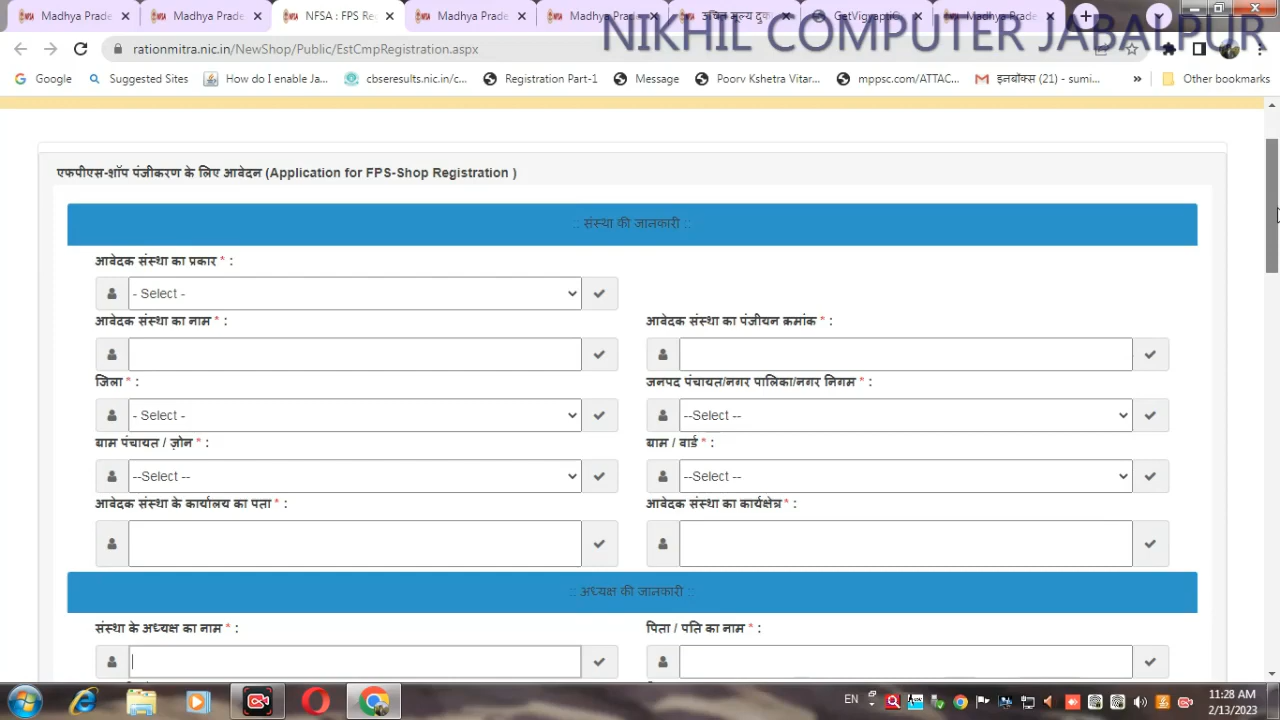 Madhya Prade
Madhya Prade
NFSA : FPS Re
Madhya Prade
Madhya Prade
उचित मूल्य दुक
GetVigyapti
Madhya Prade
NIKHIL COMPUTER JABALPUR
rationmitra.nic.in/NewShop/Public/EstCmpRegistration.aspx
Google
Suggested Sites
How do I enable Ja...
cbseresults.nic.in/c...
Registration Part-1
Message
Poorv Kshetra Vitar...
mppsc.com/ATTAC...
इनबॉक्स (21) - sumi...
»
Other bookmarks
एफपीएस-शॉप पंजीकरण के लिए आवेदन (Application for FPS-Shop Registration )
:: संस्था की जानकारी ::
आवेदक संस्था का प्रकार * :
- Select -
आवेदक संस्था का नाम * :
आवेदक संस्था का पंजीयन क्रमांक * :
जिला * :
जनपद पंचायत/नगर पालिका/नगर निगम * :
- Select -
--Select --
ग्राम पंचायत / ज़ोन * :
ग्राम / वार्ड * :
--Select --
--Select --
आवेदक संस्था के कार्यालय का पता * :
आवेदक संस्था का कार्यक्षेत्र * :
:: अध्यक्ष की जानकारी ::
संस्था के अध्यक्ष का नाम * :
पिता / पति का नाम * :
EN
11:28 AM
2/13/2023